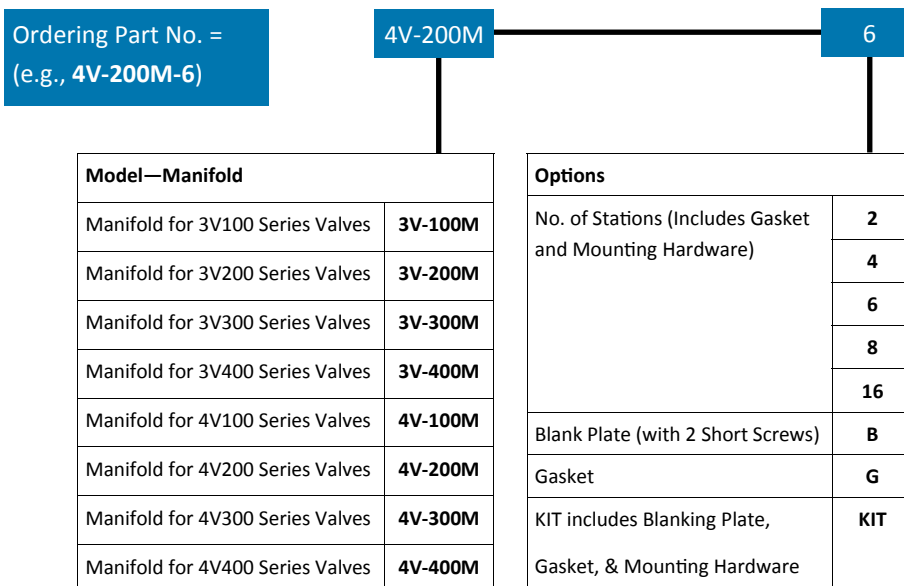 Ordering Part No. =
(e.g., 4V-200M-6)
4V-200M
6
Model—Manifold
Manifold for 3V100 Series Valves 3V-100M
Manifold for 3V200 Series Valves 3V-200M
Manifold for 3V300 Series Valves 3V-300M
Manifold for 3V400 Series Valves 3V-400M
Manifold for 4V100 Series Valves 4V-100M
Manifold for 4V200 Series Valves 4V-200M
Manifold for 4V300 Series Valves 4V-300M
Manifold for 4V400 Series Valves 4V-400M
Options
No. of Stations (Includes Gasket 2
and Mounting Hardware)
4
6
8
16
Blank Plate (with 2 Short Screws) B
Gasket G
KIT includes Blanking Plate, KIT
Gasket, & Mounting Hardware